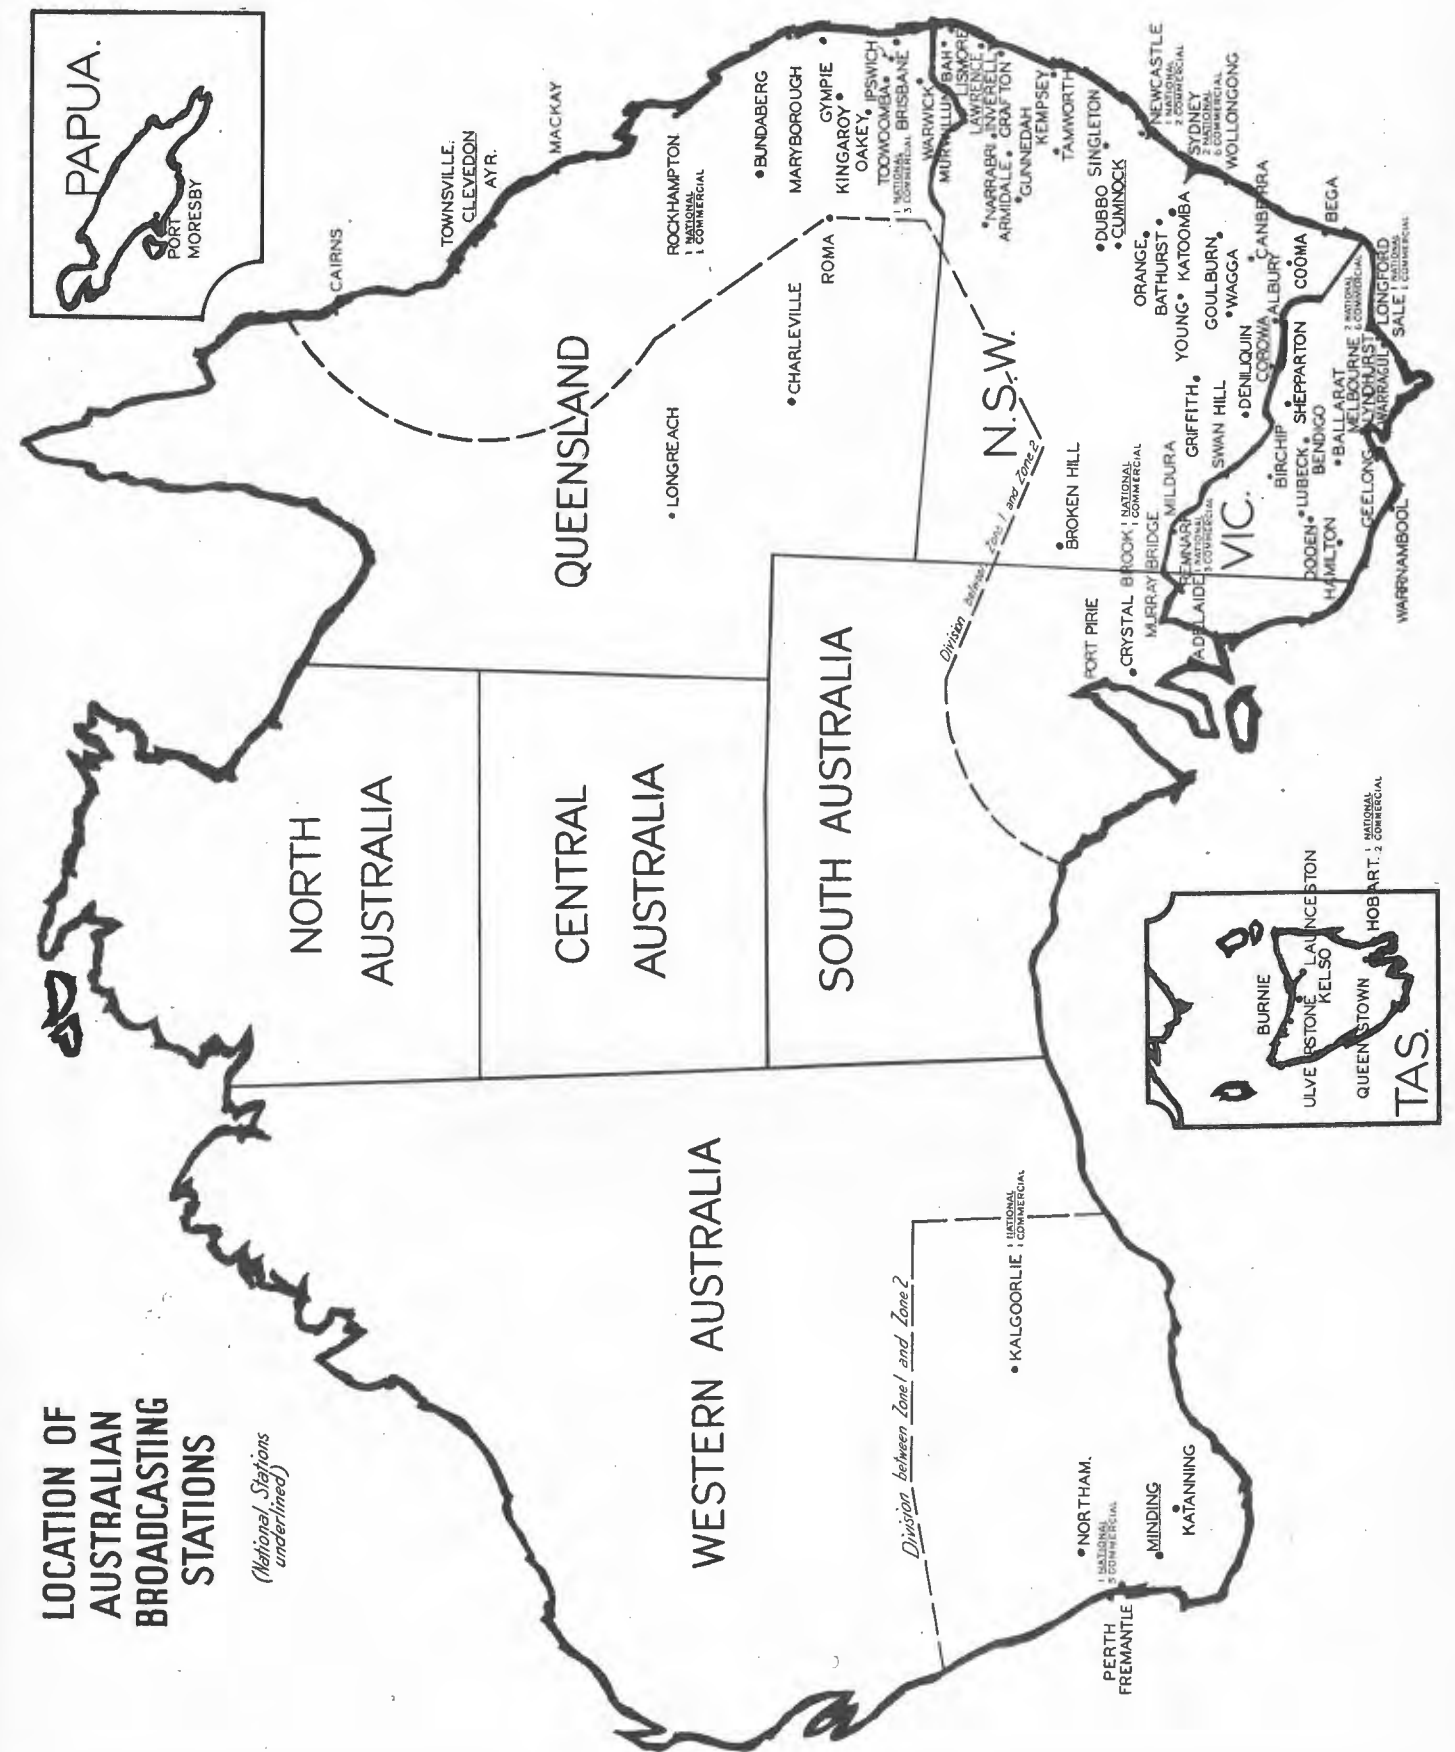 LOCATION OF
AUSTRALIAN
BROADCASTING
STATIONS
(National Stations
underlined)
PAPUA.
PORT
MORESBY
CAIRNS
TOWNSVILLE.
CLEVEDON
AYR.
MACKAY
QUEENSLAND
LONGREACH
ROCKHAMPTON
1 NATIONAL
1 COMMERCIAL
BUNDABERG
CHARLEVILLE
MARYBOROUGH
ROMA
GYMPIE
KINGAROY
OAKEY
IPSWICH
TOOWOOMBA
BRISBANE
1 NATIONAL
3 COMMERCIAL
WARWICK
MURWILLUMBAH
LISMORE
LAWRENCE
NARRABRI
INVERELL
ARMIDALE
GRAFTON
GUNNEDAH
KEMPSEY
TAMWORTH
N.S.W.
BROKEN HILL
SINGLETON
DUBBO
CUMNOCK
NEWCASTLE
1 NATIONAL
2 COMMERCIAL
ORANGE
BATHURST
SYDNEY
2 NATIONAL
6 COMMERCIAL
KATOOMBA
YOUNG
WOLLONGONG
GOULBURN
WAGGA
GRIFFITH
CANBERRA
DENILIQUIN
COROWA
ALBURY
COOMA
BEGA
MILDURA
SWAN HILL
VIC.
BIRCHIP
SHEPPARTON
LUBECK
BENDIGO
DOOEN
HAMILTON
BALLARAT
MELBOURNE
2 NATIONAL
6 COMMERCIAL
LYNDHURST
GEELONG
WARRAGUL
LONGFORD
SALE
1 NATIONAL
1 COMMERCIAL
WARRNAMBOOL
NORTH
AUSTRALIA
CENTRAL
AUSTRALIA
SOUTH AUSTRALIA
Division between Zone 1 and Zone 2
PORT PIRIE
CRYSTAL BROOK
1 NATIONAL
1 COMMERCIAL
MURRAY BRIDGE
REMNARK
ADELAIDE
1 NATIONAL
3 COMMERCIAL
WESTERN AUSTRALIA
Division between Zone 1 and Zone 2
KALGOORLIE
1 NATIONAL
1 COMMERCIAL
NORTHAM.
1 NATIONAL
3 COMMERCIAL
PERTH
FREMANTLE
MINDING
KATANNING
BURNIE
ULVERSTONE
LAUNCESTON
KELSO
QUEENSTOWN
HOBART.
1 NATIONAL
2 COMMERCIAL
TAS.